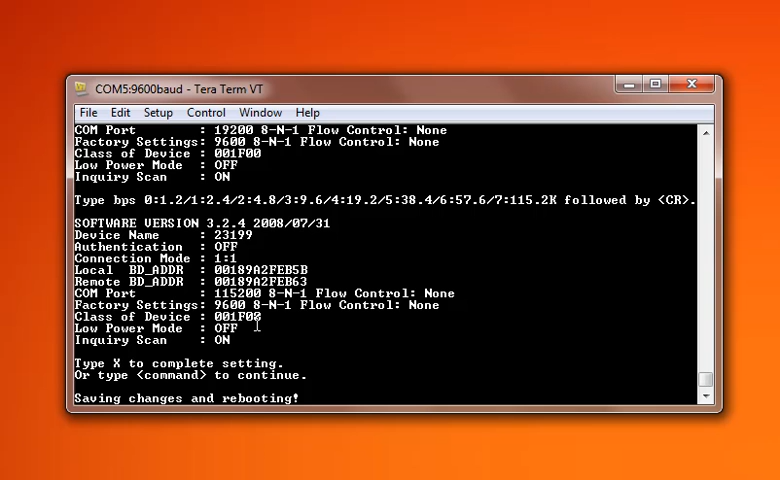 COM5:9600baud - Tera Term VT
File Edit Setup Control Window Help
COM Port : 19200 8-N-1 Flow Control: None
Factory Settings: 9600 8-N-1 Flow Control: None
Class of Device : 001F00
Low Power Mode : OFF
Inquiry Scan : ON
Type bps 0:1.2/1:2.4/2:4.8/3:9.6/4:19.2/5:38.4/6:57.6/7:115.2K followed by <CR>.
SOFTWARE VERSION 3.2.4 2008/07/31
Device Name : 23199
Authentication : OFF
Connection Mode : 1:1
Local BD_ADDR : 00189A2FEB5B
Remote BD_ADDR : 00189A2FEB63
COM Port : 115200 8-N-1 Flow Control: None
Factory Settings: 9600 8-N-1 Flow Control: None
Class of Device : 001F00
Low Power Mode : OFF
Inquiry Scan : ON
Type X to complete setting.
Or type <command> to continue.
Saving changes and rebooting!